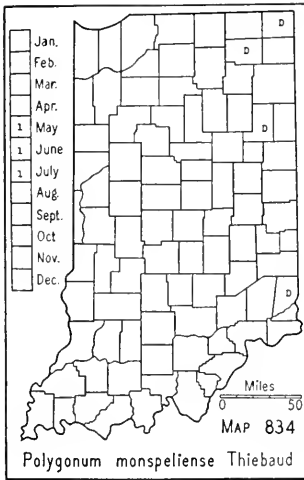 Jan.
Feb.
Mar.
Apr.
1 May
1 June
1 July
Aug.
Sept.
Oct
Nov.
Dec.
D
D
D
D
Miles
0 50
MAP 834
Polygonum monspeliense Thiebaud